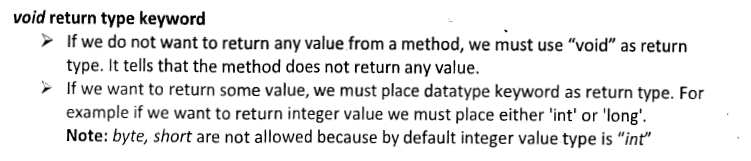 void return type keyword
➢ If we do not want to return any value from a method, we must use “void” as return
type. It tells that the method does not return any value.
➢ If we want to return some value, we must place datatype keyword as return type. For
example if we want to return integer value we must place either 'int' or 'long'.
Note: byte, short are not allowed because by default integer value type is “int”